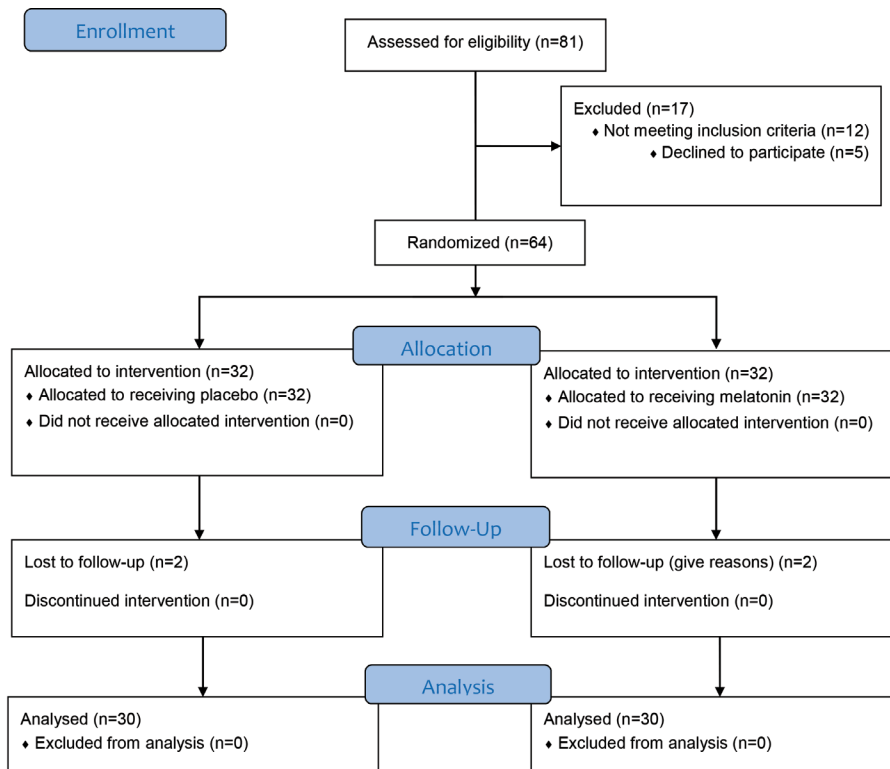 Enrollment
Assessed for eligibility (n=81)
Excluded (n=17)
♦ Not meeting inclusion criteria (n=12)
♦ Declined to participate (n=5)
Randomized (n=64)
Allocation
Allocated to intervention (n=32)
♦ Allocated to receiving placebo (n=32)
♦ Did not receive allocated intervention (n=0)
Allocated to intervention (n=32)
♦ Allocated to receiving melatonin (n=32)
♦ Did not receive allocated intervention (n=0)
Follow-Up
Lost to follow-up (n=2)
Discontinued intervention (n=0)
Lost to follow-up (give reasons) (n=2)
Discontinued intervention (n=0)
Analysis
Analysed (n=30)
♦ Excluded from analysis (n=0)
Analysed (n=30)
♦ Excluded from analysis (n=0)